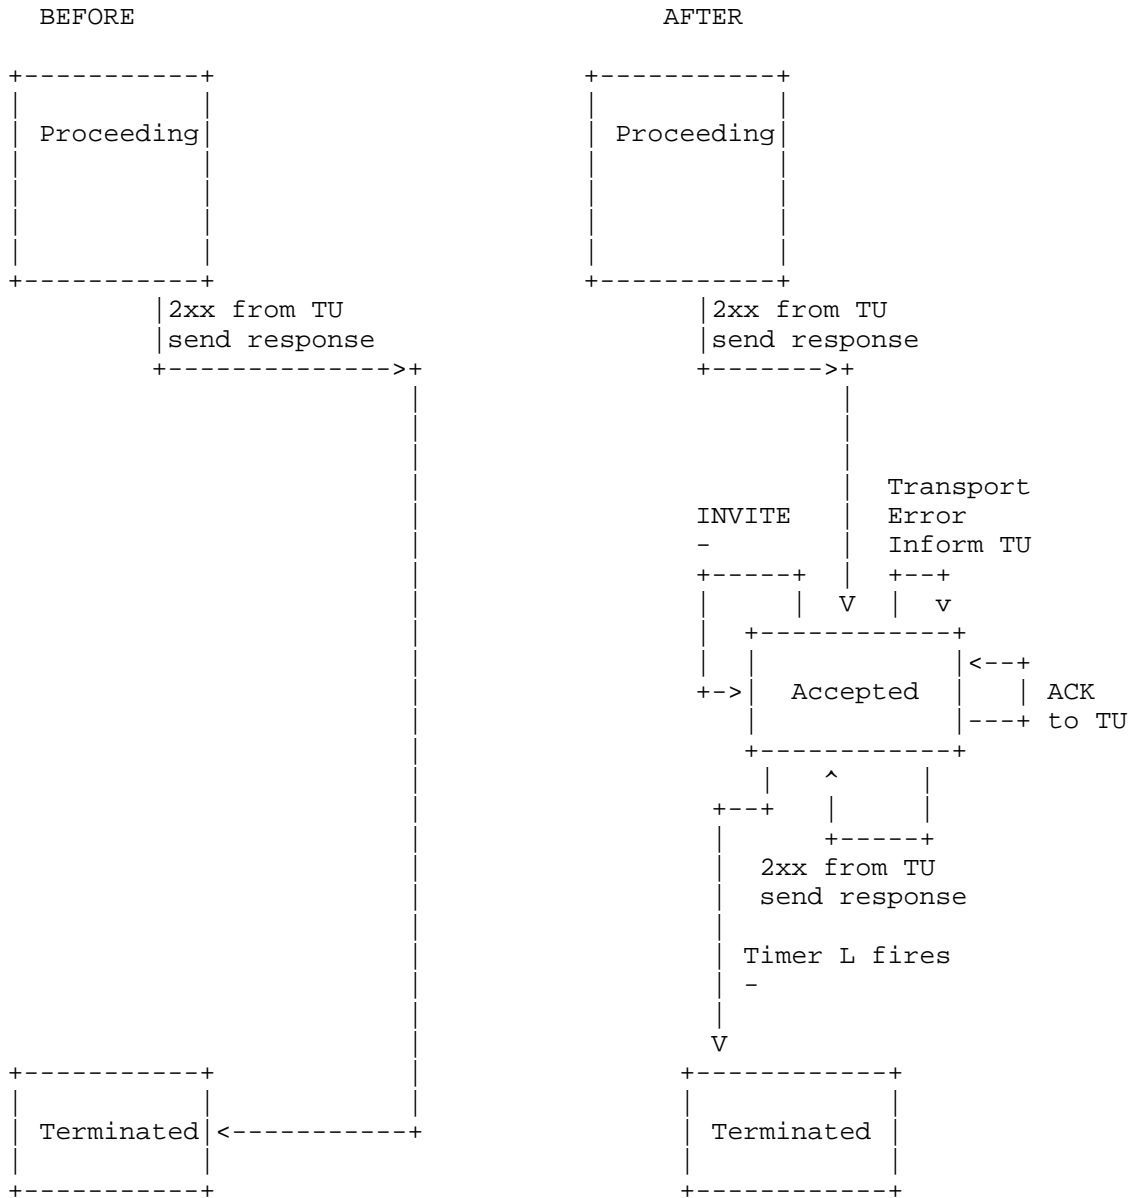 BEFORE AFTER
Proceeding Proceeding
2xx from TU 2xx from TU
send response send response
Transport
INVITE Error
- Inform TU
Accepted ACK
to TU
2xx from TU
send response
Timer L fires
-
Terminated Terminated